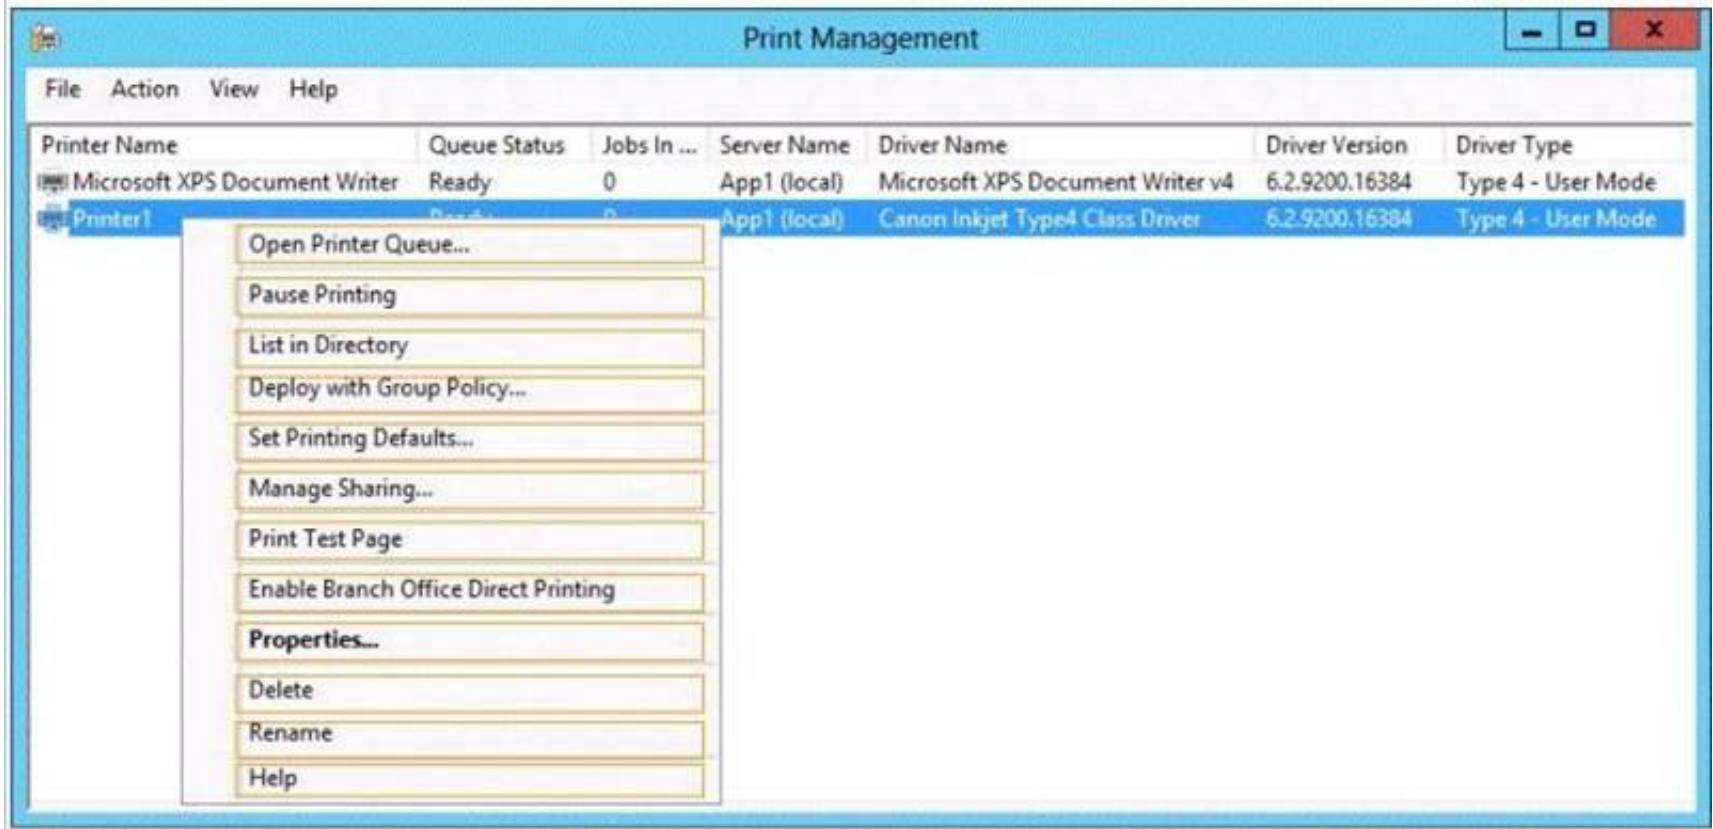 Print Management
File Action View Help
Printer Name Queue Status Jobs In ... Server Name Driver Name Driver Version Driver Type
Microsoft XPS Document Writer Ready 0 App1 (local) Microsoft XPS Document Writer v4 6.2.9200.16384 Type 4 - User Mode
Printer1 Ready 0 App1 (local) Canon Inkjet Type4 Class Driver 6.2.9200.16384 Type 4 - User Mode
Open Printer Queue...
Pause Printing
List in Directory
Deploy with Group Policy...
Set Printing Defaults...
Manage Sharing...
Print Test Page
Enable Branch Office Direct Printing
Properties...
Delete
Rename
Help